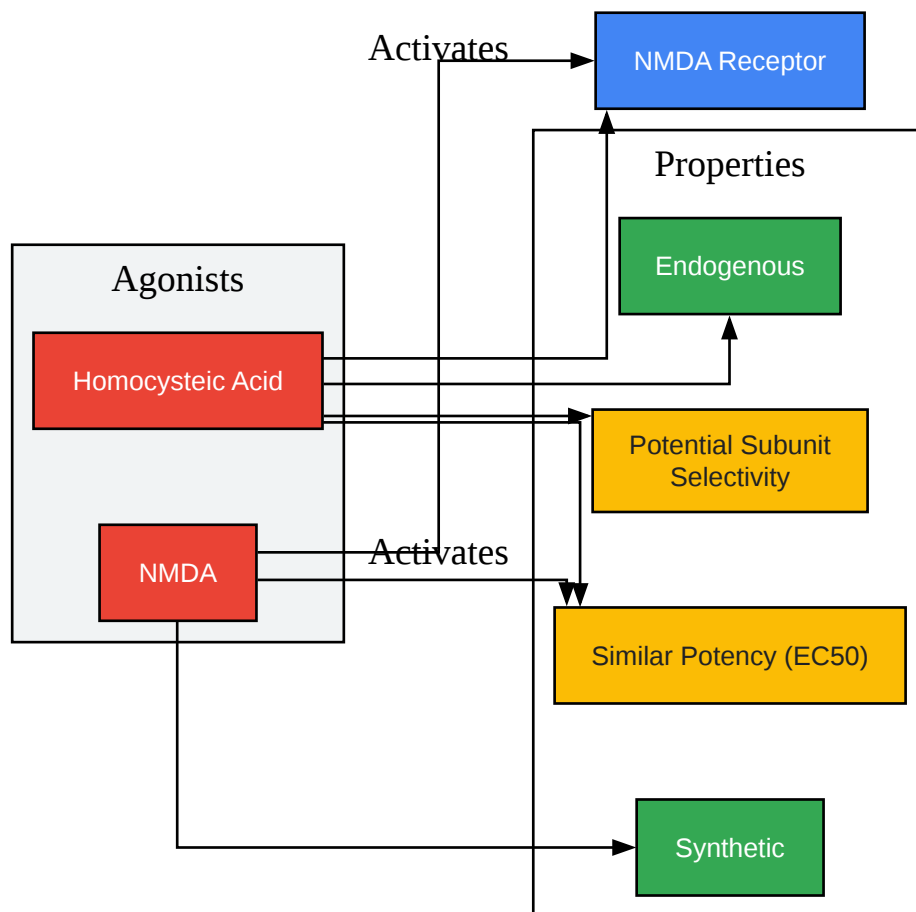 Activates
NMDA Receptor
Properties
Endogenous
Agonists
Homocysteic Acid
Potential Subunit
Selectivity
Activates
NMDA
Similar Potency (EC50)
Synthetic